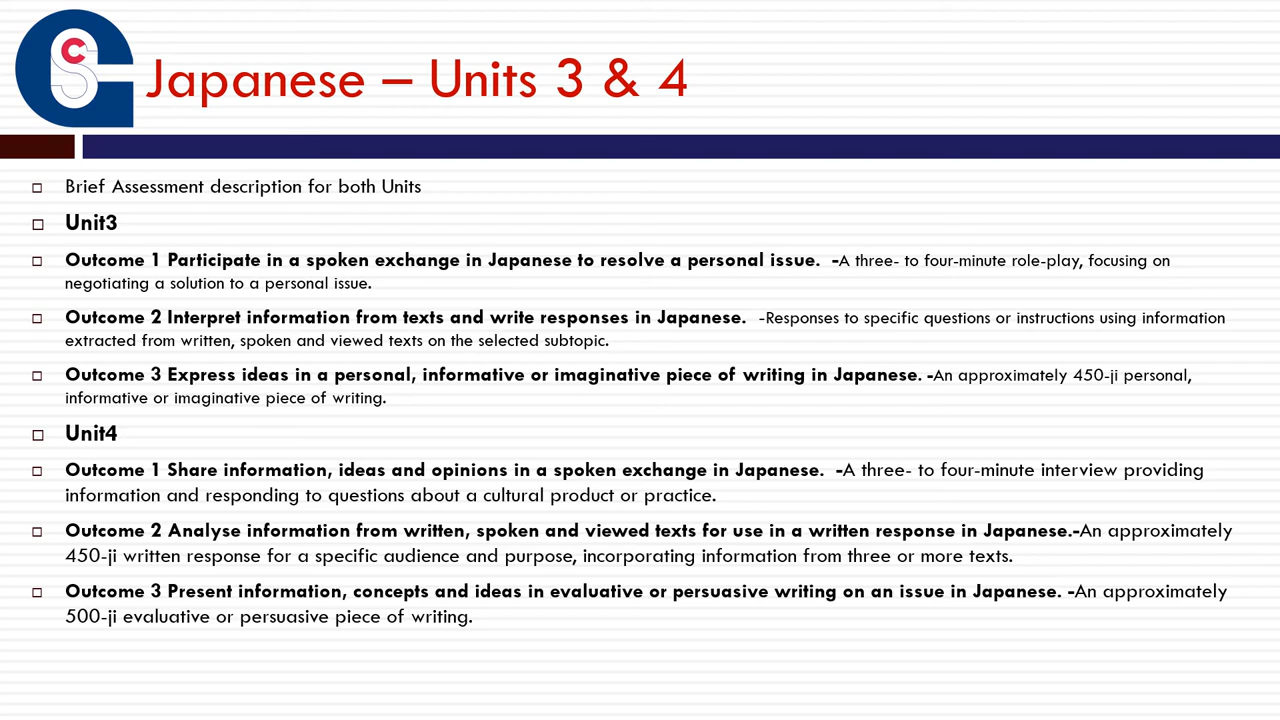 CS
Japanese – Units 3 & 4
Brief Assessment description for both Units
Unit3
Outcome 1 Participate in a spoken exchange in Japanese to resolve a personal issue. -A three- to four-minute role-play, focusing on
negotiating a solution to a personal issue.
Outcome 2 Interpret information from texts and write responses in Japanese. -Responses to specific questions or instructions using information
extracted from written, spoken and viewed texts on the selected subtopic.
Outcome 3 Express ideas in a personal, informative or imaginative piece of writing in Japanese. -An approximately 450-ji personal,
informative or imaginative piece of writing.
Unit4
Outcome 1 Share information, ideas and opinions in a spoken exchange in Japanese. -A three- to four-minute interview providing
information and responding to questions about a cultural product or practice.
Outcome 2 Analyse information from written, spoken and viewed texts for use in a written response in Japanese.-An approximately
450-ji written response for a specific audience and purpose, incorporating information from three or more texts.
Outcome 3 Present information, concepts and ideas in evaluative or persuasive writing on an issue in Japanese. -An approximately
500-ji evaluative or persuasive piece of writing.